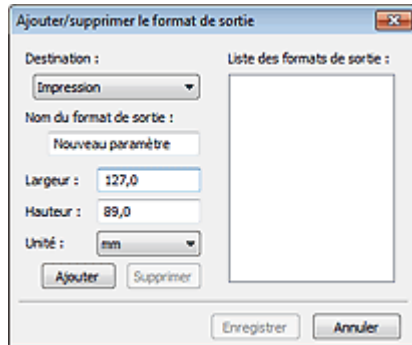 Ajouter/supprimer le format de sortie
Destination :
Impression
Nom du format de sortie :
Nouveau paramètre
Largeur : 127,0
Hauteur : 89,0
Unité : mm
Ajouter Supprimer
Liste des formats de sortie :
Enregistrer Annuler